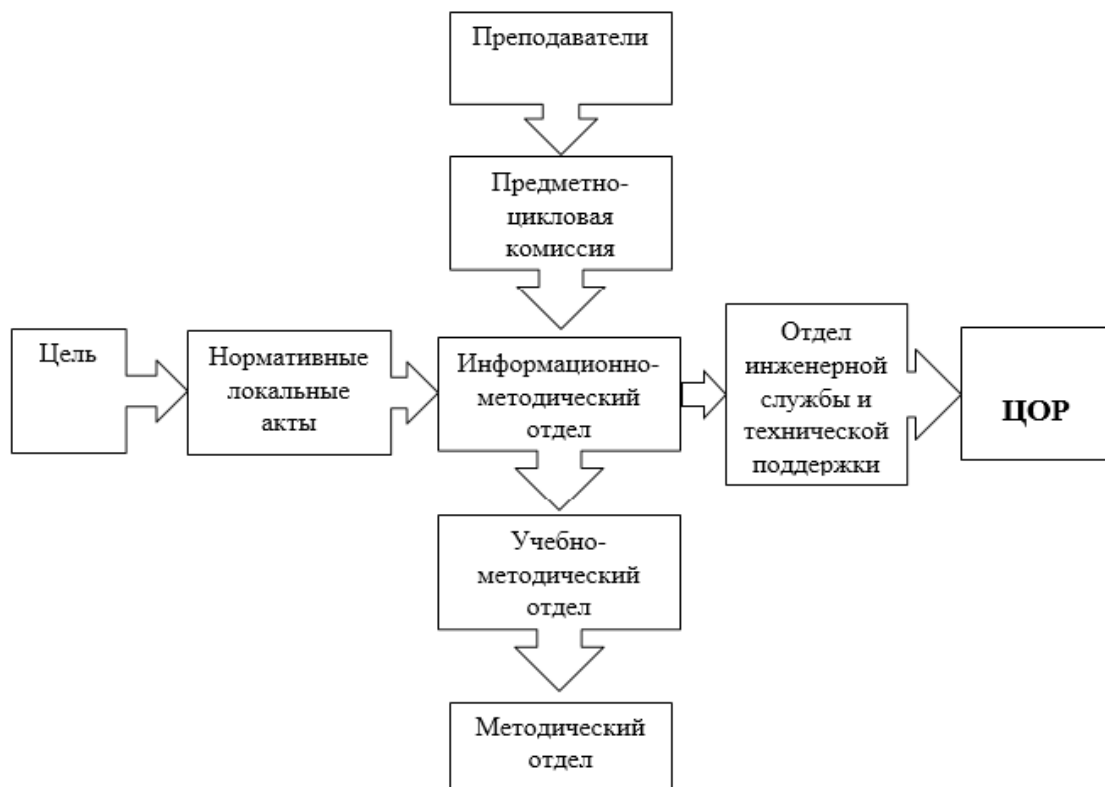 Преподаватели
Предметно-
цикловая
комиссия
Цель
Нормативные
локальные
акты
Информационно-
методический
отдел
Отдел
инженерной
службы и
технической
поддержки
ЦОР
Учебно-
методический
отдел
Методический
отдел